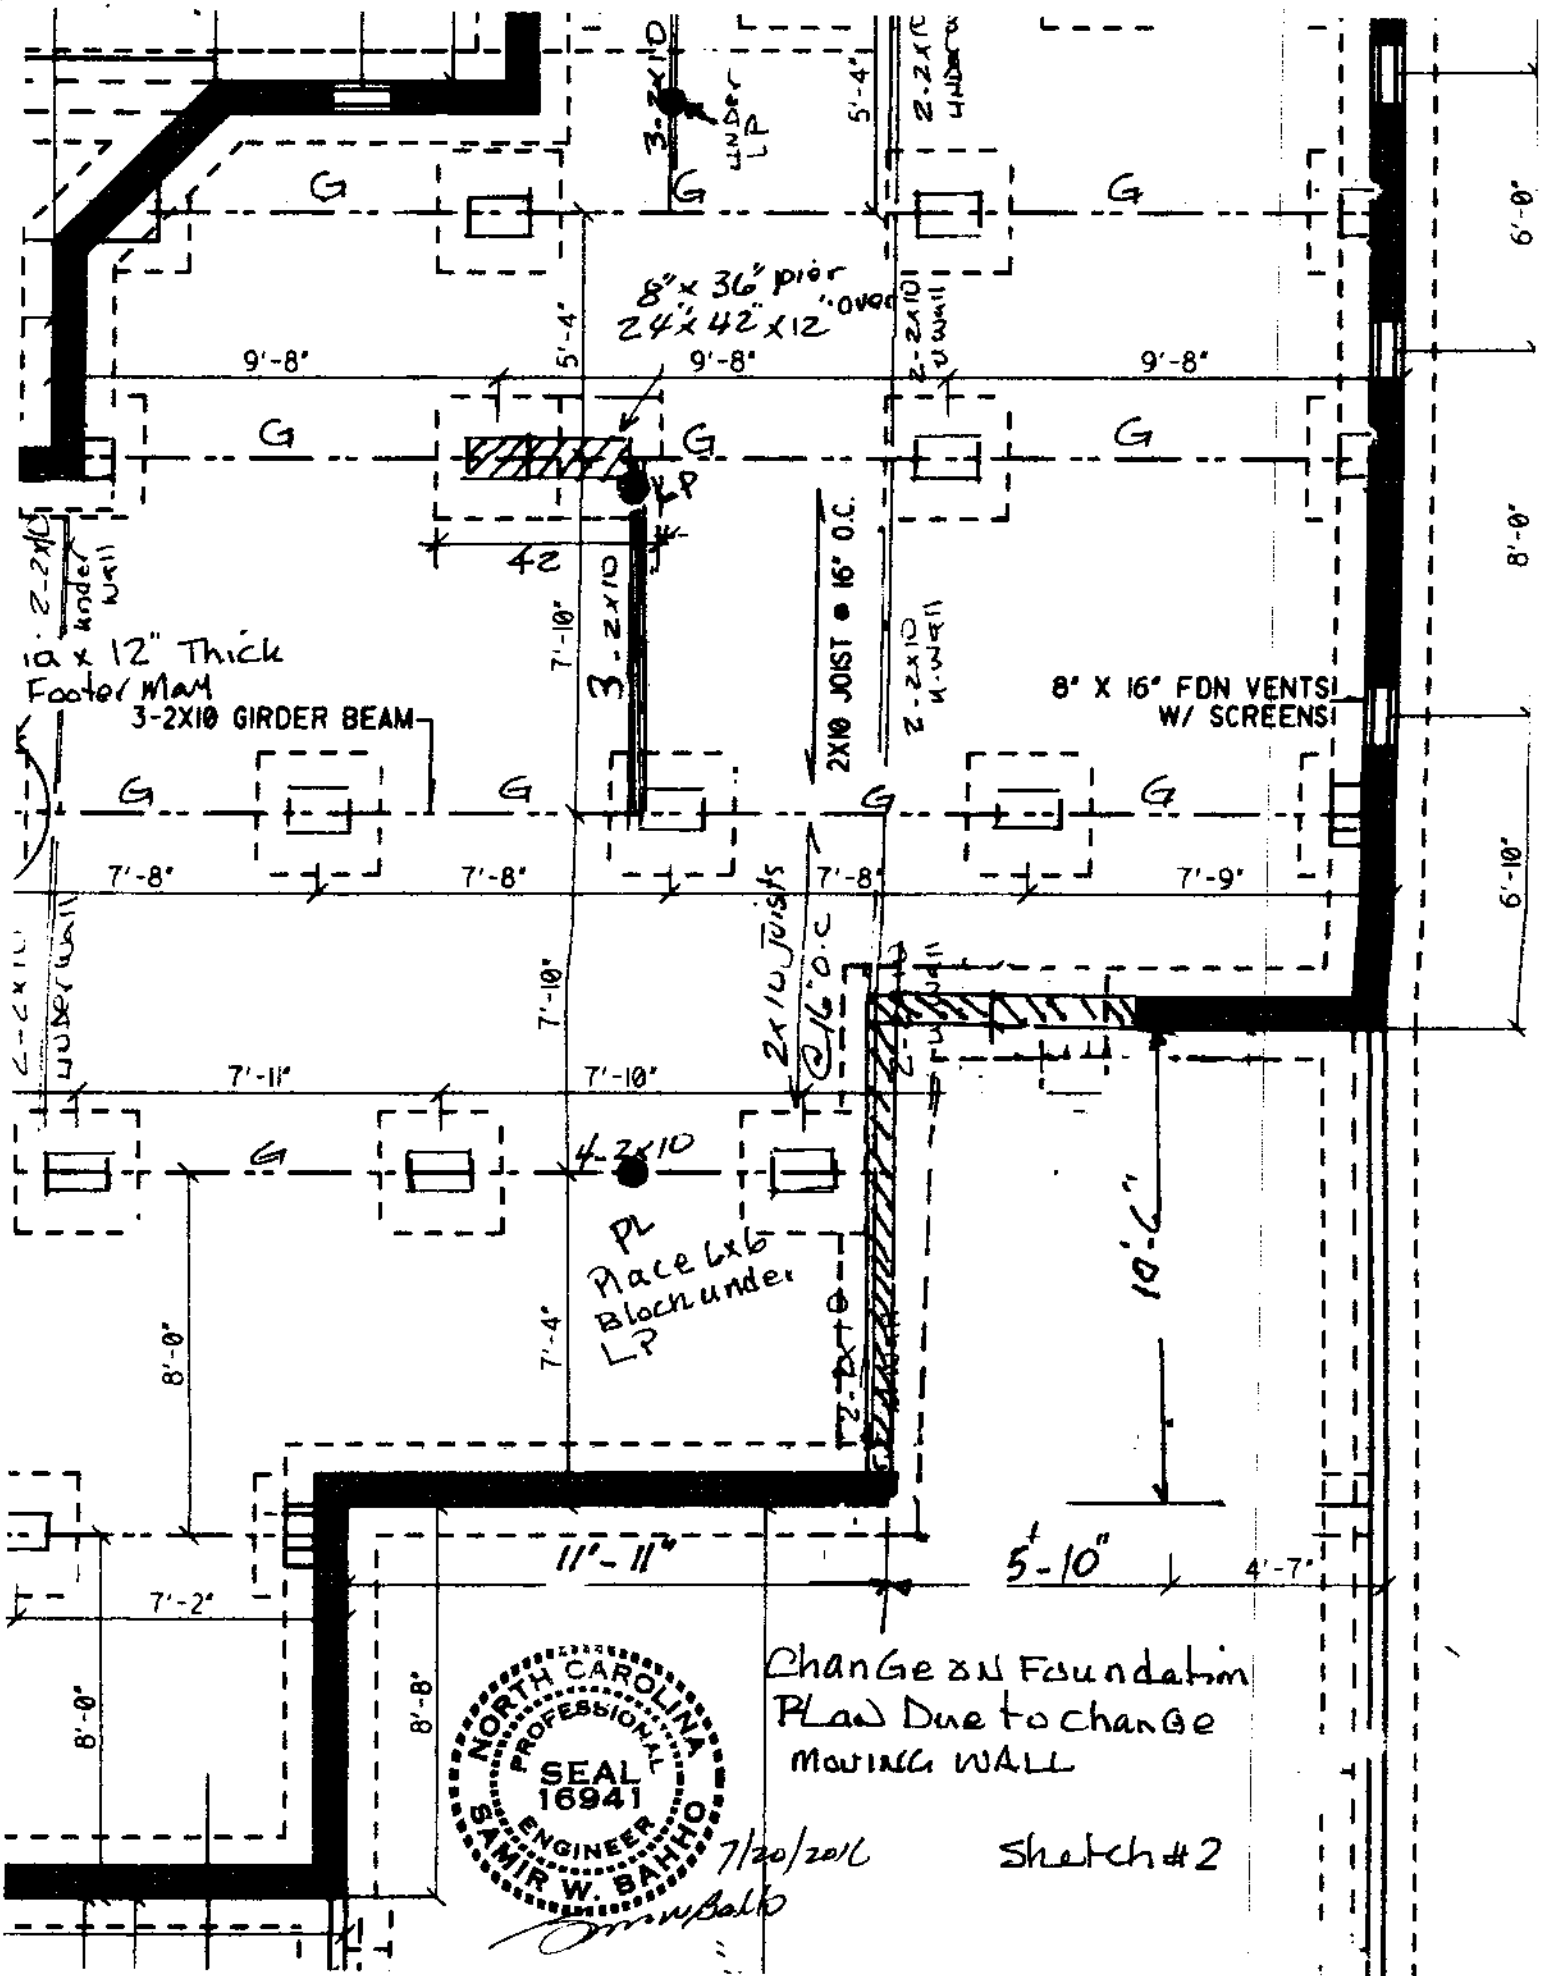 3-2x10
UNDer
LP
5'-4"
2-2x10
UNDer
G
G
G
6'-0"
8"x 36" pier
"over
24"x 42"x12"
5'-4"
2-2x10
u wall
9'-8"
9'-8"
9'-8"
G
G
G
LP
42
2-2x10
under
wall
3-2x10
7'-10"
2X10 JOIST @ 16" O.C.
2-2x10
u-wall
8'-0"
x 12" Thick
Footer May
3-2X10 GIRDER BEAM
8" X 16" FDN VENTS
W/ SCREENS
G
G
G
G
7'-8"
7'-8"
7'-8"
7'-9"
6'-10"
UNDer wall
7'-10"
2x10 Joists
@16" O.C
wall
7'-11"
7'-10"
G
4-2x10
PL
Place 6x6
Block under
LP
8'-0"
7'-4"
2-2x10
10'-6"
11'-11"
5'-10"
4'-7"
7'-2"
8'-0"
8'-8"
NORTH CAROLINA
PROFESSIONAL
SEAL
16941
ENGINEER
SAMIR W. BAHHO
7/20/2016
Change ON Foundation
PLaN Due to change
MOVING WALL
Sketch #2